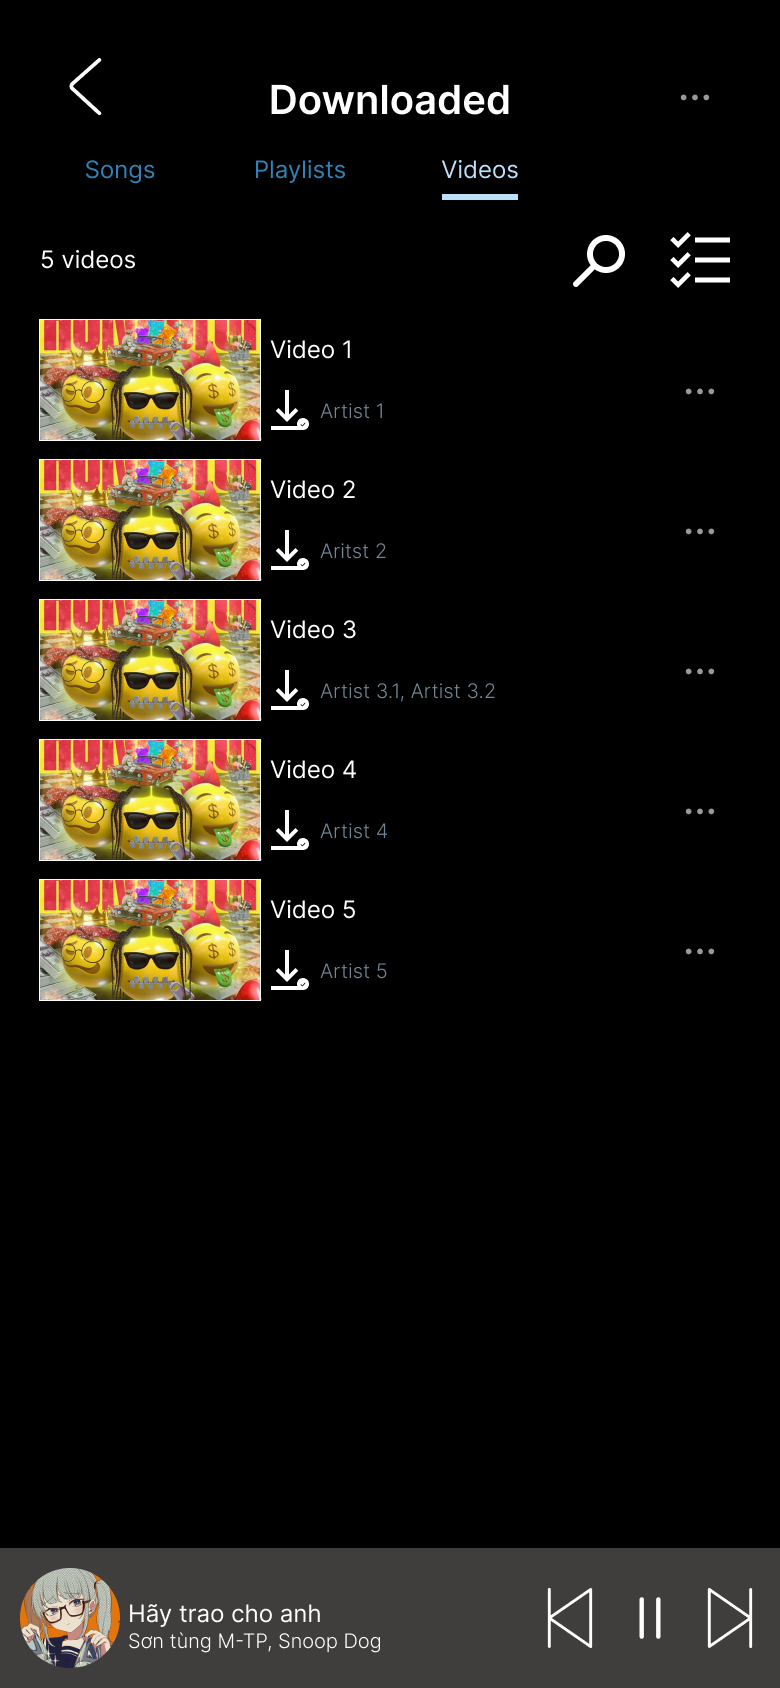 Downloaded
Songs Playlists Videos
5 videos
Video 1
Artist 1
Video 2
Aritst 2
Video 3
Artist 3.1, Artist 3.2
Video 4
Artist 4
Video 5
Artist 5
Hãy trao cho anh
Sơn tùng M-TP, Snoop Dog